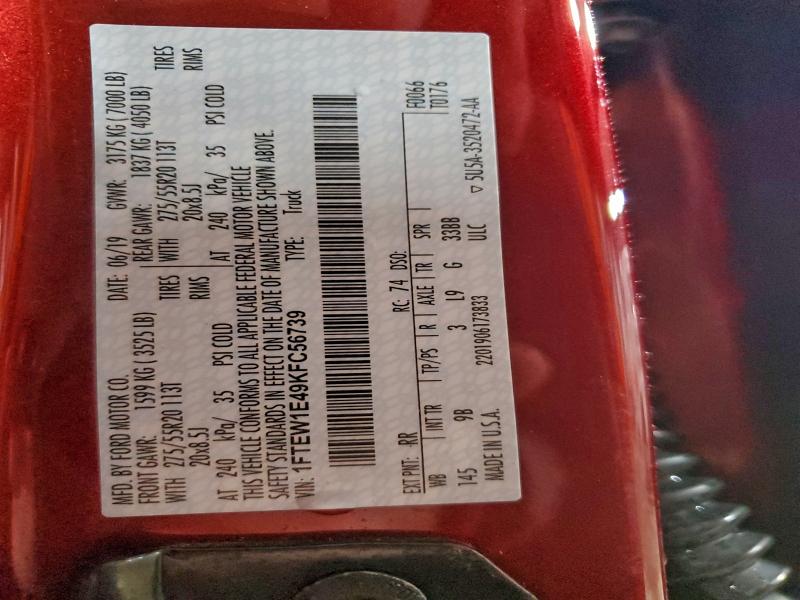 MFD. BY FORD MOTOR CO.
DATE: 06/19 GVWR: 3175 KG (7000 LB)
FRONT GAWR: 1599 KG (3525 LB) REAR GAWR: 1837 KG (4050 LB)
WITH 275/55R20 113T TIRES WITH 275/55R20 113T TIRES
20x8.5J RIMS 20x8.5J RIMS
AT 240 kPa/ 35 PSI COLD AT 240 kPa/ 35 PSI COLD
THIS VEHICLE CONFORMS TO ALL APPLICABLE FEDERAL MOTOR VEHICLE
SAFETY STANDARDS IN EFFECT ON THE DATE OF MANUFACTURE SHOWN ABOVE.
VIN: 1FTEW1E49KFC56739 TYPE: Truck
F0066
EXT PNT: RR RC: 74 DSO: T0176
WB INT TR TP/PS R AXLE TR SPR
145 9B 3 L9 G 33BB
MADE IN U.S.A. 2201906173833 ULC ▽ 5U5A-3520472-AA